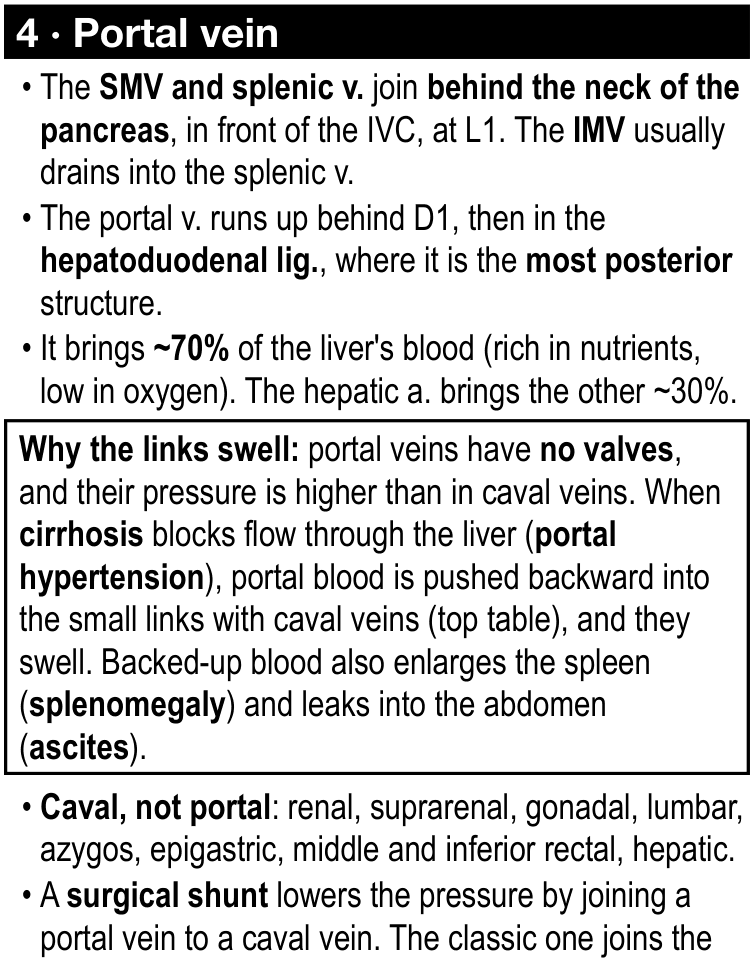 4 · Portal vein
• The SMV and splenic v. join behind the neck of the
pancreas, in front of the IVC, at L1. The IMV usually
drains into the splenic v.
• The portal v. runs up behind D1, then in the
hepatoduodenal lig., where it is the most posterior
structure.
• It brings ~70% of the liver's blood (rich in nutrients,
low in oxygen). The hepatic a. brings the other ~30%.
Why the links swell: portal veins have no valves,
and their pressure is higher than in caval veins. When
cirrhosis blocks flow through the liver (portal
hypertension), portal blood is pushed backward into
the small links with caval veins (top table), and they
swell. Backed-up blood also enlarges the spleen
(splenomegaly) and leaks into the abdomen
(ascites).
• Caval, not portal: renal, suprarenal, gonadal, lumbar,
azygos, epigastric, middle and inferior rectal, hepatic.
• A surgical shunt lowers the pressure by joining a
portal vein to a caval vein. The classic one joins the